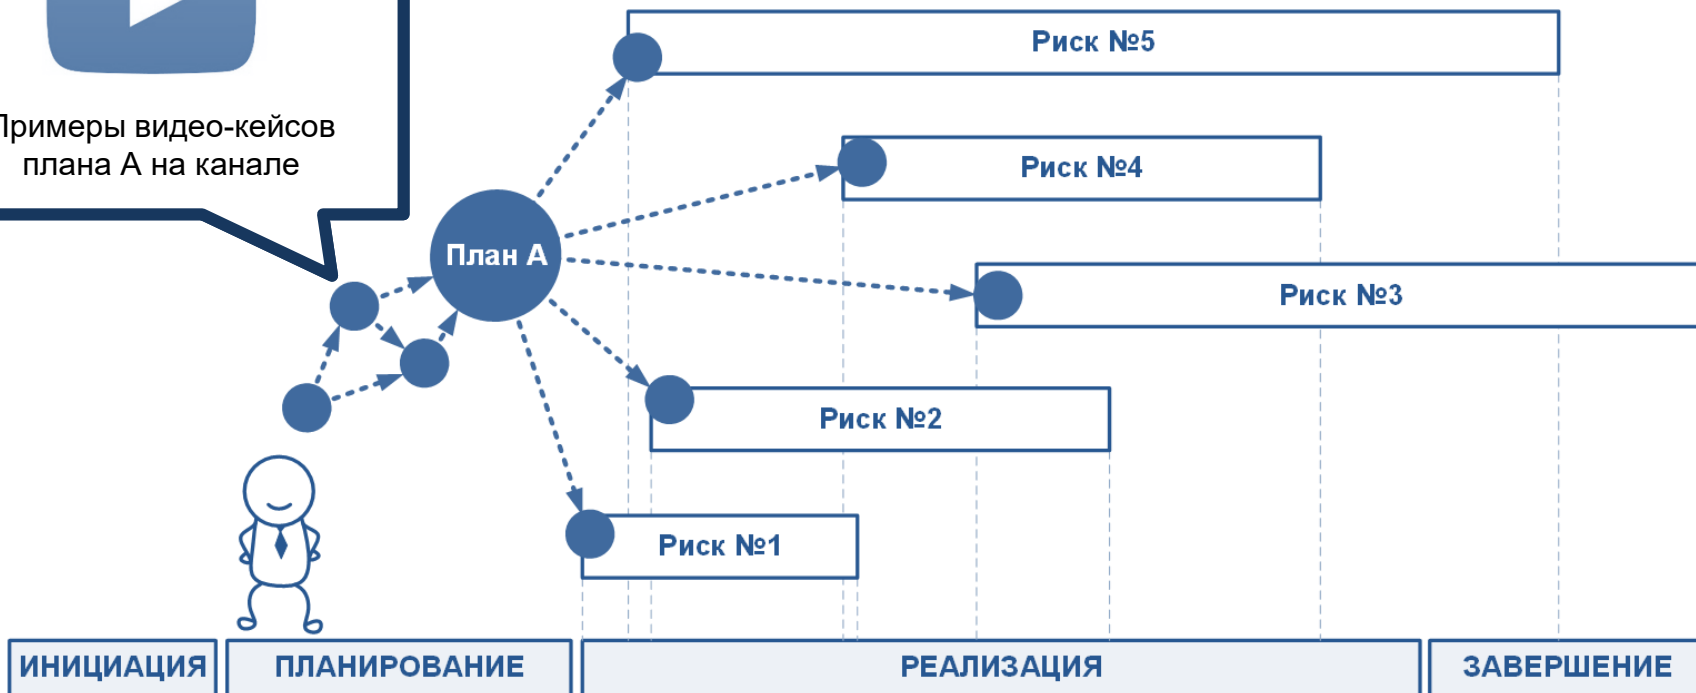 Риск №5
Примеры видео-кейсов
плана А на канале
Риск №4
План А
Риск №3
Риск №2
Риск №1
ИНИЦИАЦИЯ
ПЛАНИРОВАНИЕ
РЕАЛИЗАЦИЯ
ЗАВЕРШЕНИЕ